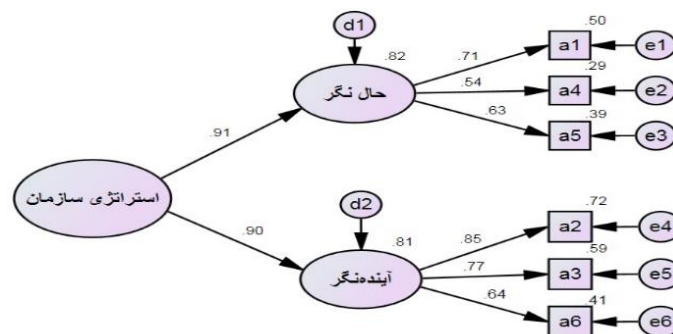 d1
.50
.82
.71
a1
e1
.29
حال نگر
.54
a4
e2
.39
.63
a5
e3
.91
استراتژی سازمان
d2
.72
.90
.81
.85
a2
e4
.59
آینده‌نگر
.77
a3
e5
.41
.64
a6
e6